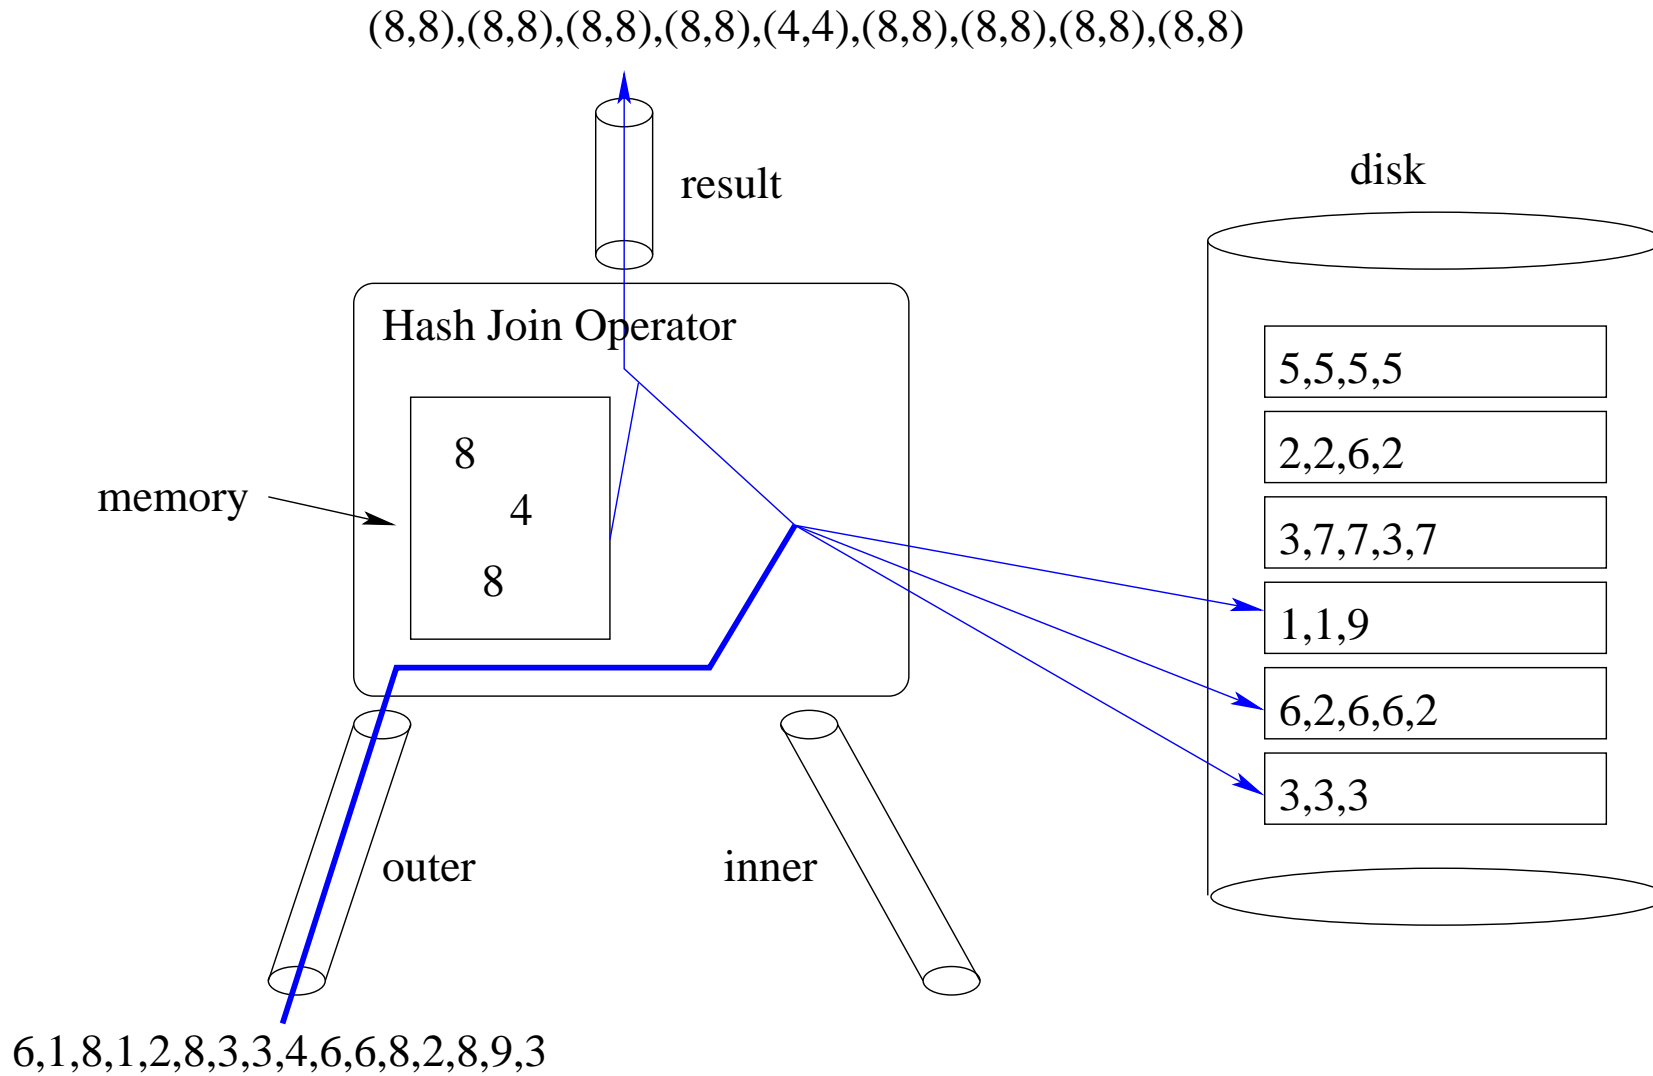 (8,8),(8,8),(8,8),(8,8),(4,4),(8,8),(8,8),(8,8),(8,8)
result
disk
Hash Join Operator
5,5,5,5
8
2,2,6,2
memory
4
3,7,7,3,7
8
1,1,9
6,2,6,6,2
3,3,3
outer
inner
6,1,8,1,2,8,3,3,4,6,6,8,2,8,9,3